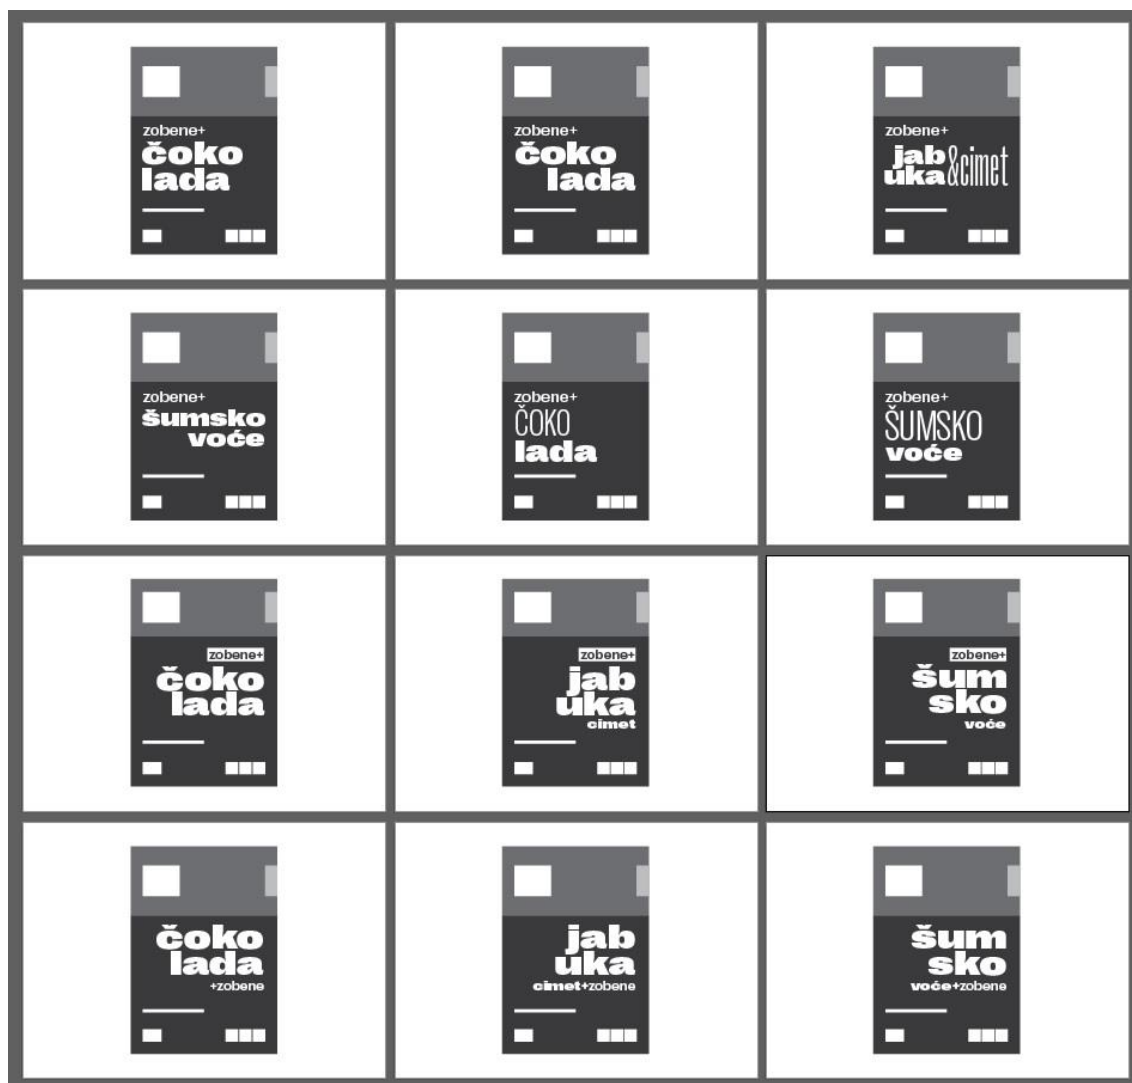 zobene+
čoko
lada
zobene+
čoko
lada
zobene+
jab
uka&cimet
zobene+
šumsko
voće
zobene+
ČOKO
lada
zobene+
ŠUMSKO
voće
zobene+
čoko
lada
zobene+
jab
uka
cimet
zobene+
šum
sko
voće
čoko
lada
+zobene
jab
uka
cimet+zobene
šum
sko
voće+zobene